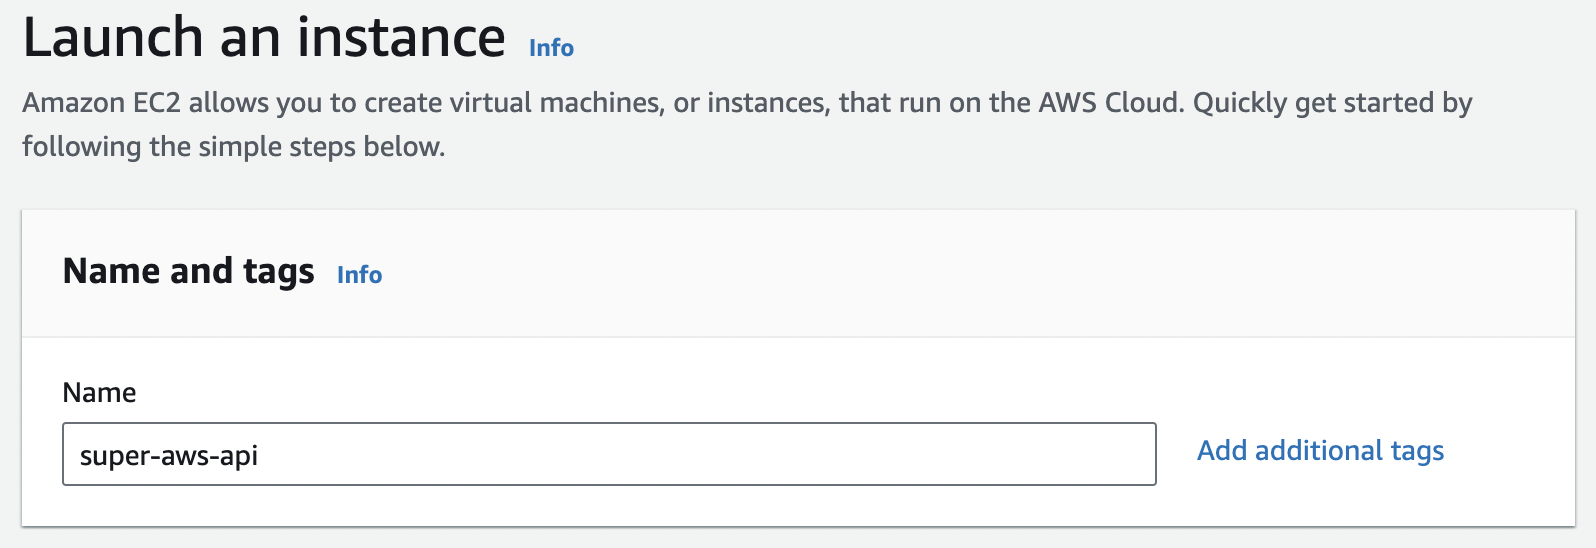 Launch an instance Info
Amazon EC2 allows you to create virtual machines, or instances, that run on the AWS Cloud. Quickly get started by
following the simple steps below.
Name and tags Info
Name
super-aws-api
Add additional tags